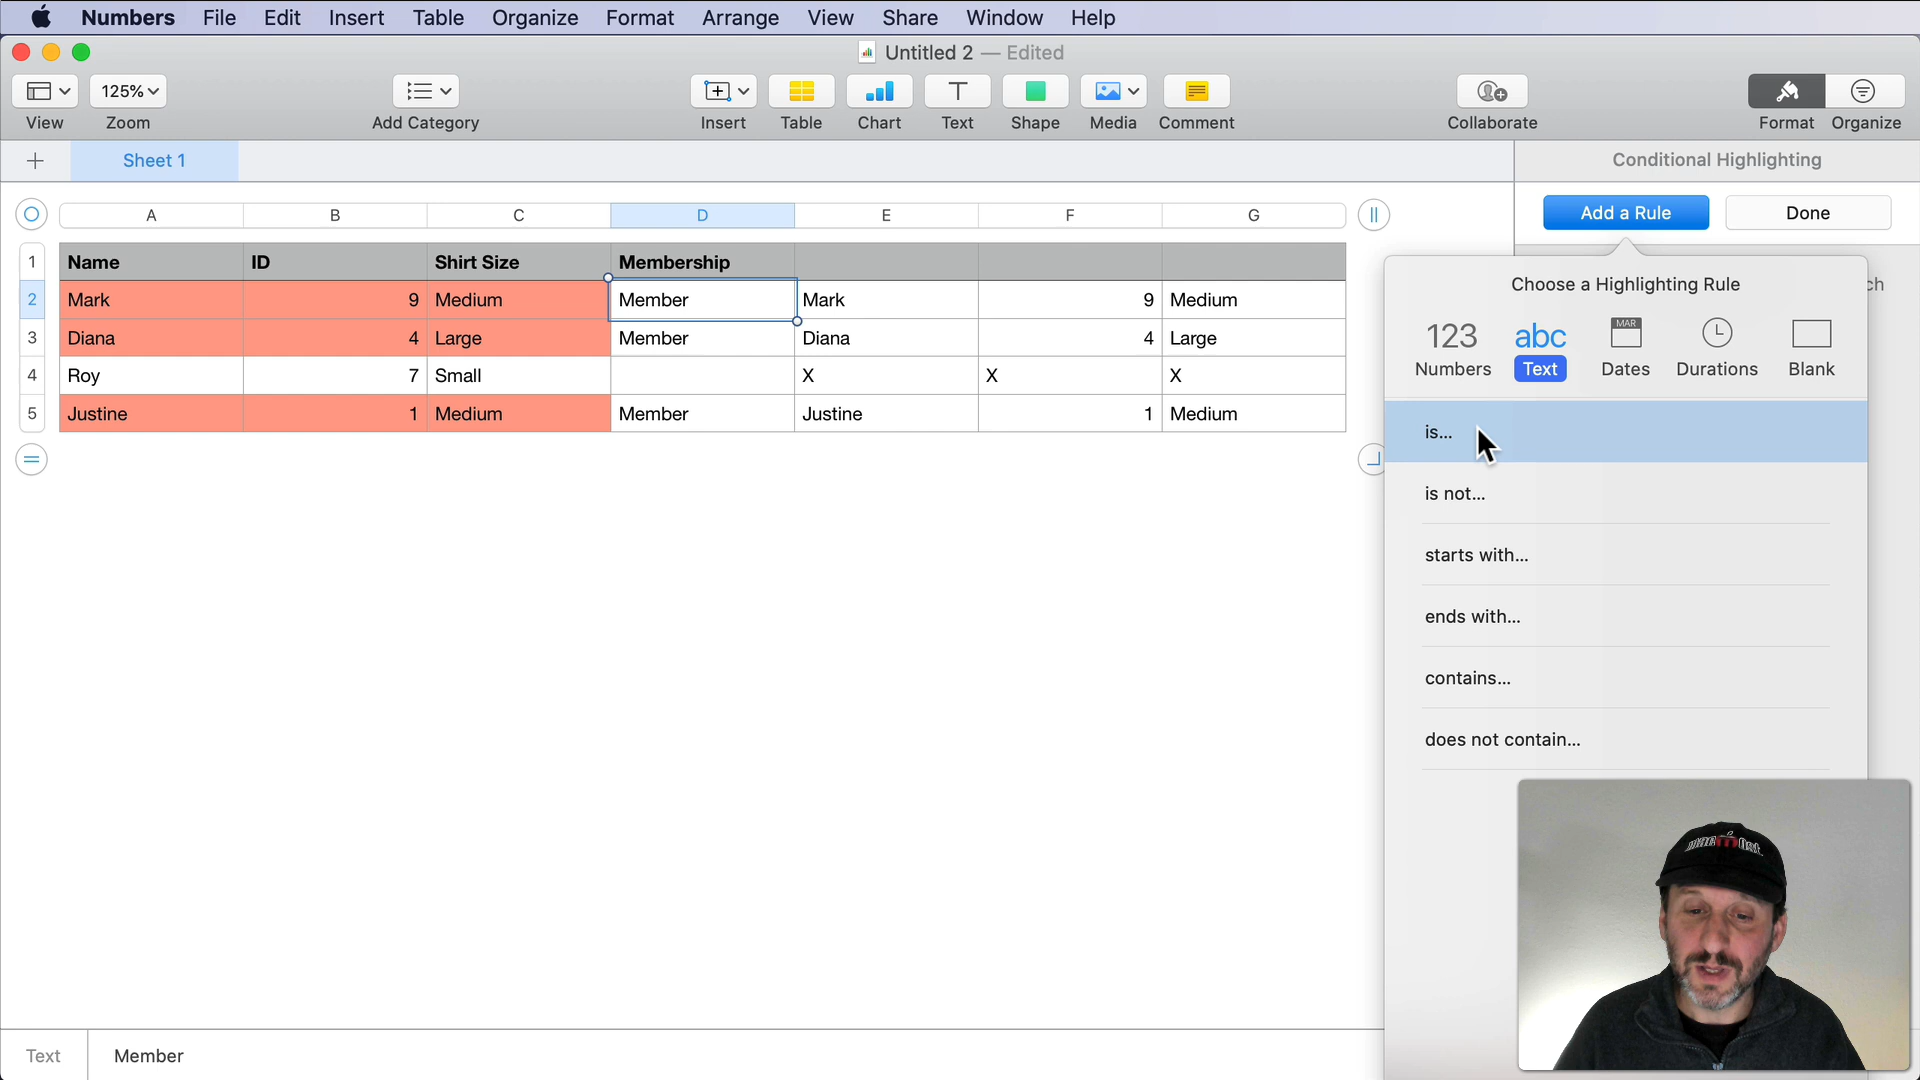 Numbers File Edit Insert Table Organize Format Arrange View Share Window Help
Untitled 2 — Edited
125%
View Zoom Add Category Insert Table Chart Text Shape Media Comment Collaborate Format Organize
Sheet 1
Conditional Highlighting
Add a Rule Done
A B C D E F G
1 Name ID Shirt Size Membership
2 Mark 9 Medium Member Mark 9 Medium
3 Diana 4 Large Member Diana 4 Large
4 Roy 7 Small X X X
5 Justine 1 Medium Member Justine 1 Medium
Choose a Highlighting Rule
ch
123 abc MAR
Numbers Text Dates Durations Blank
is...
is not...
starts with...
ends with...
contains...
does not contain...
Text Member